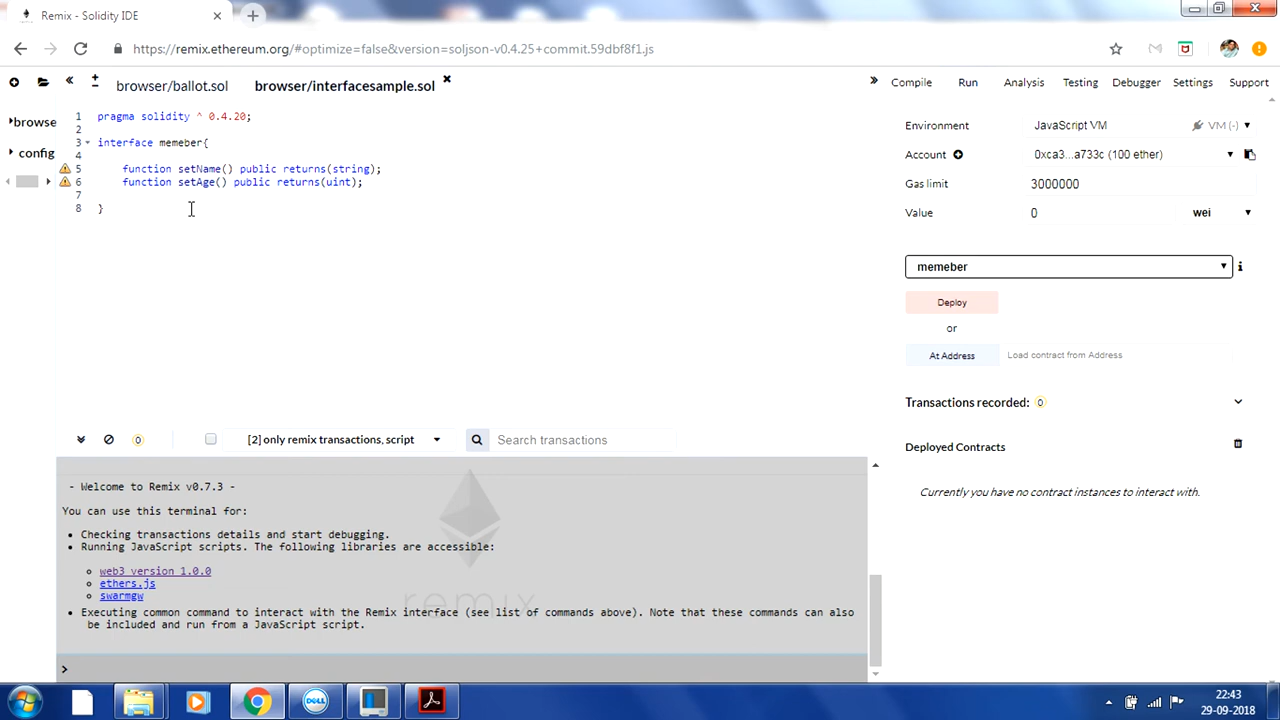 Remix - Solidity IDE
https://remix.ethereum.org/#optimize=false&version=soljson-v0.4.25+commit.59dbf8f1.js
browser/ballot.sol browser/interfacesample.sol
Compile Run Analysis Testing Debugger Settings Support
browse
config
1 pragma solidity ^ 0.4.20;
2
3 interface memeber{
4
5 function setName() public returns(string);
6 function setAge() public returns(uint);
7
8 }
Environment JavaScript VM VM (-)
Account 0xca3...a733c (100 ether)
Gas limit 3000000
Value 0 wei
memeber
Deploy
or
At Address Load contract from Address
Transactions recorded: 0
Deployed Contracts
Currently you have no contract instances to interact with.
0 [2] only remix transactions, script Search transactions
- Welcome to Remix v0.7.3 -
You can use this terminal for:
• Checking transactions details and start debugging.
• Running JavaScript scripts. The following libraries are accessible:
web3 version 1.0.0
ethers.js
swarmgw
• Executing common command to interact with the Remix interface (see list of commands above). Note that these commands can also
be included and run from a JavaScript script.
remix
>
DELL
22:43
29-09-2018